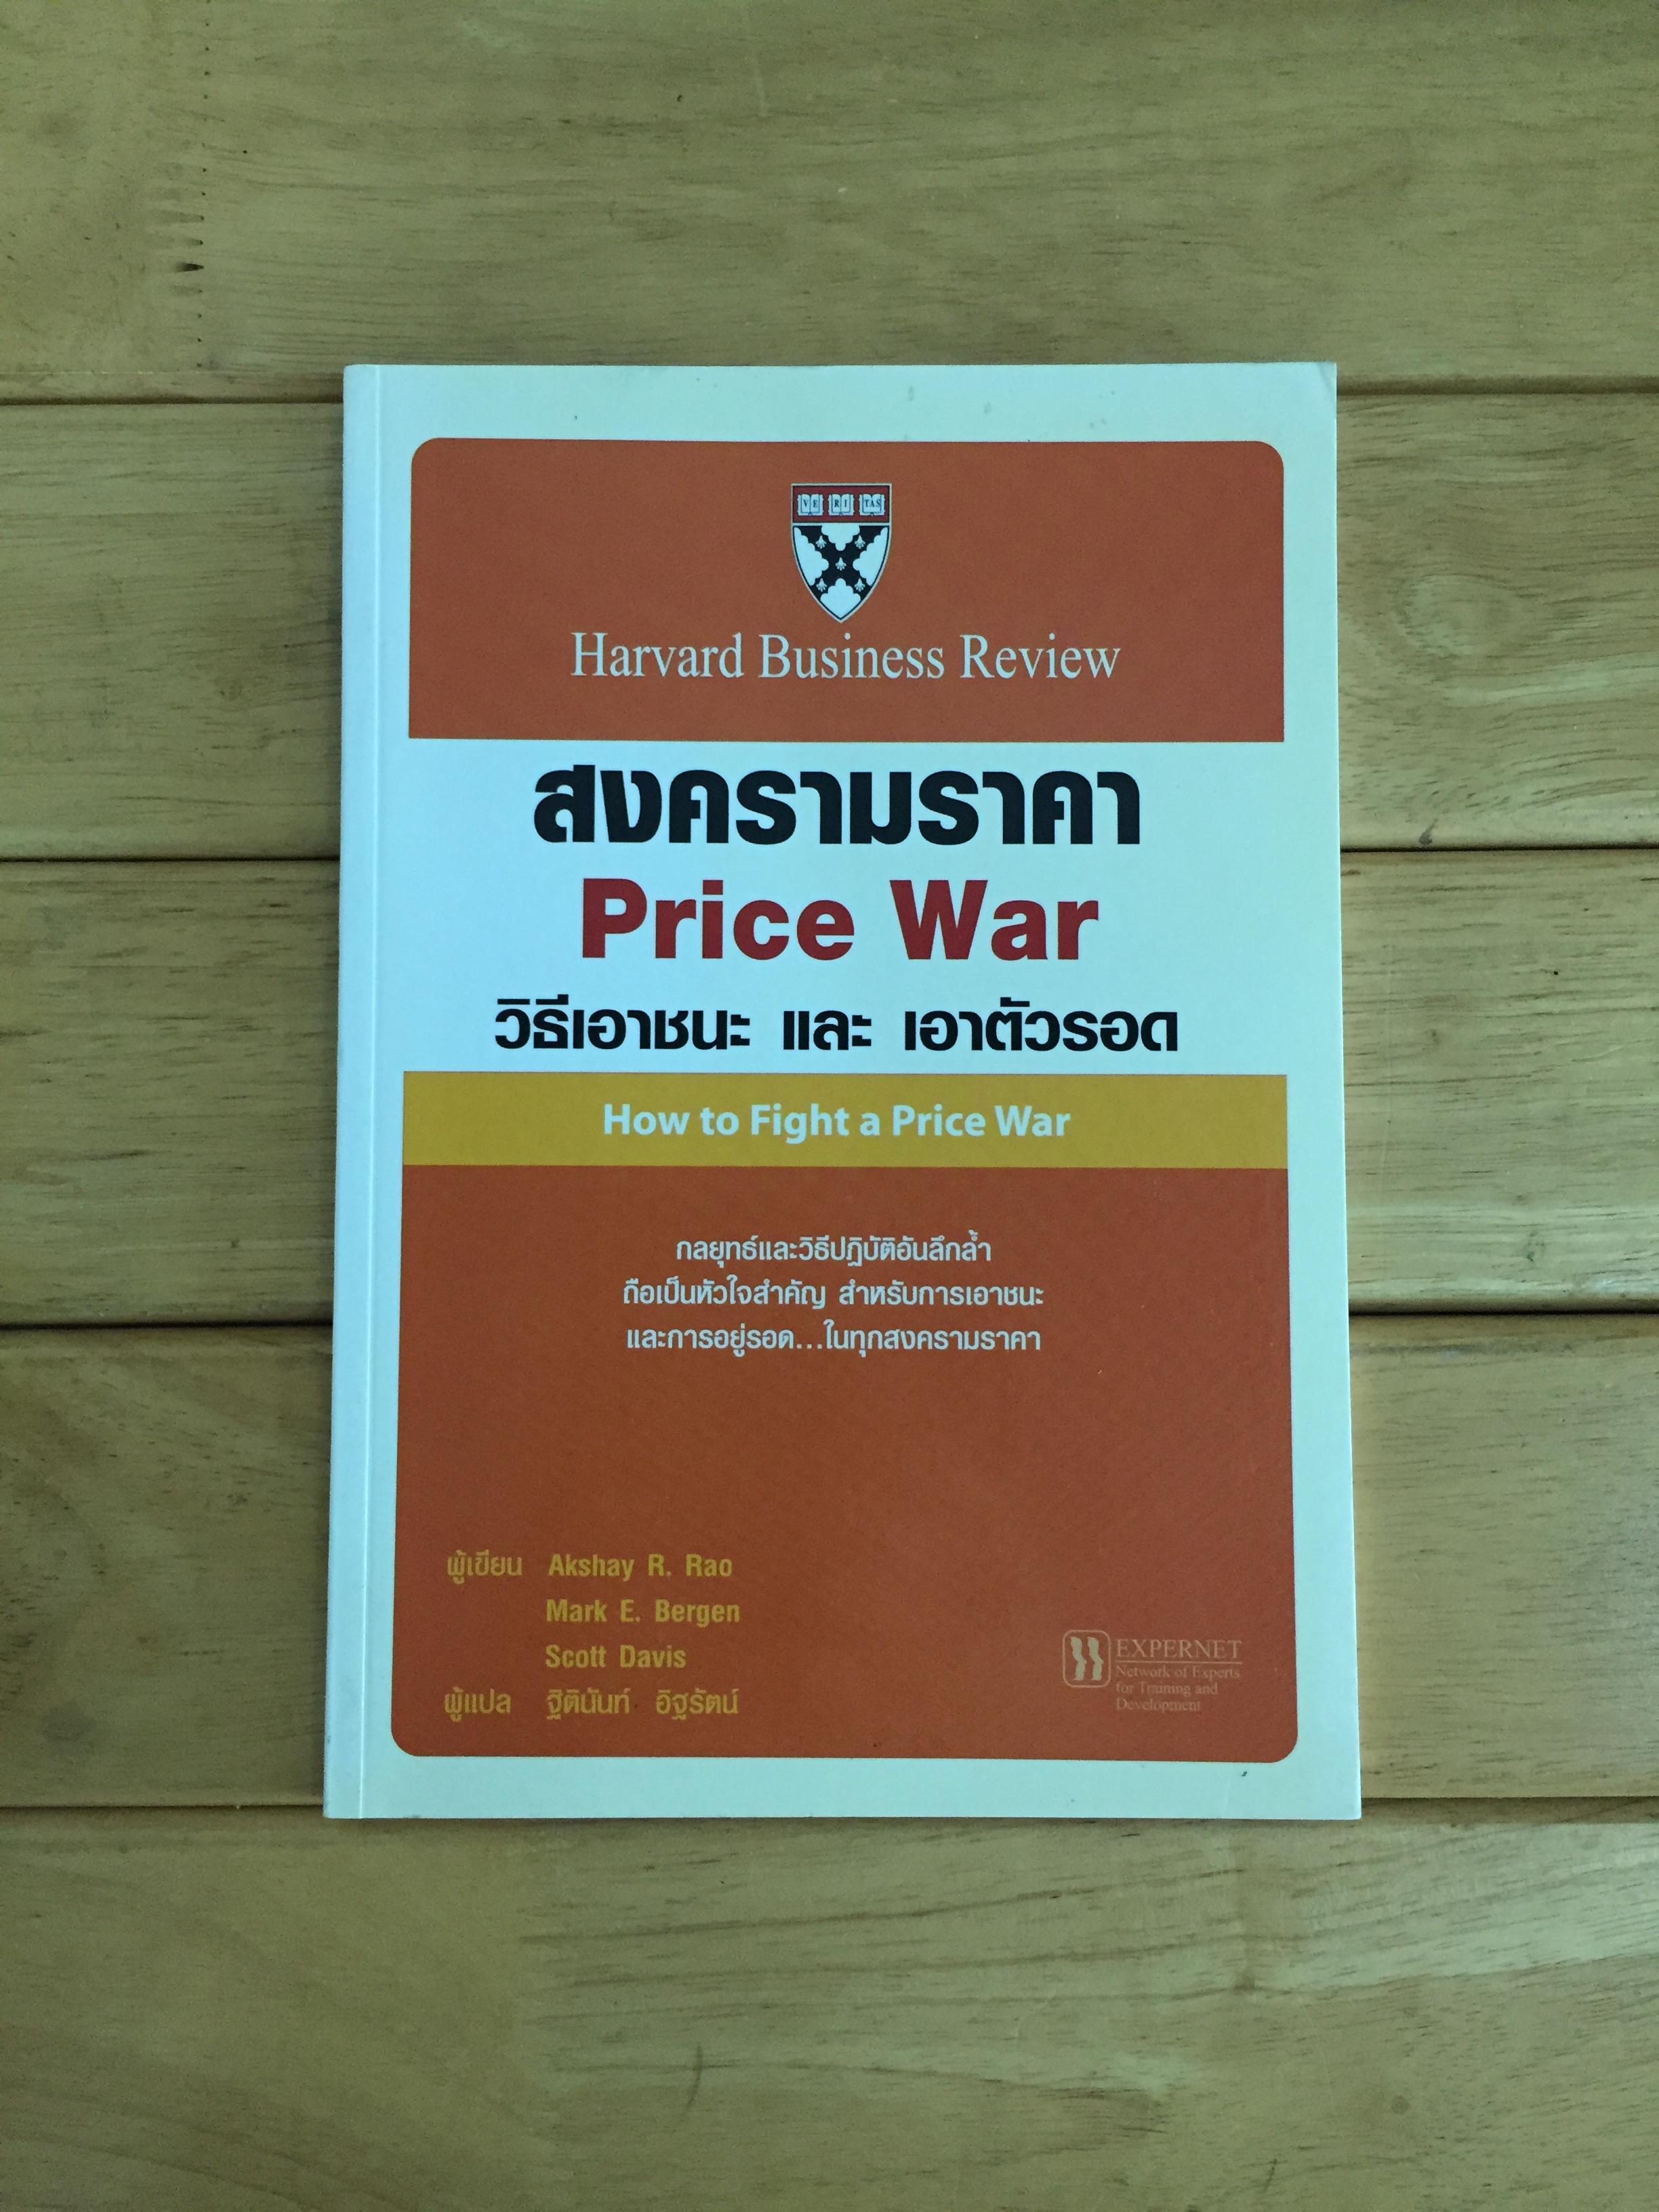 VE RI TAS
Harvard Business Review
สงครามราคา
Price War
วิธีเอาชนะ และ เอาตัวรอด
How to Fight a Price War
กลยุทธ์และวิธีปฏิบัติอันลึกล้ำ
ถือเป็นหัวใจสำคัญ สำหรับการเอาชนะ
และการอยู่รอด...ในทุกสงครามราคา
ผู้เขียน Akshay R. Rao
Mark E. Bergen
Scott Davis
ผู้แปล ฐิตินันท์ อิฐรัตน์
EXPERNET
Network of Experts
for Training and
Development